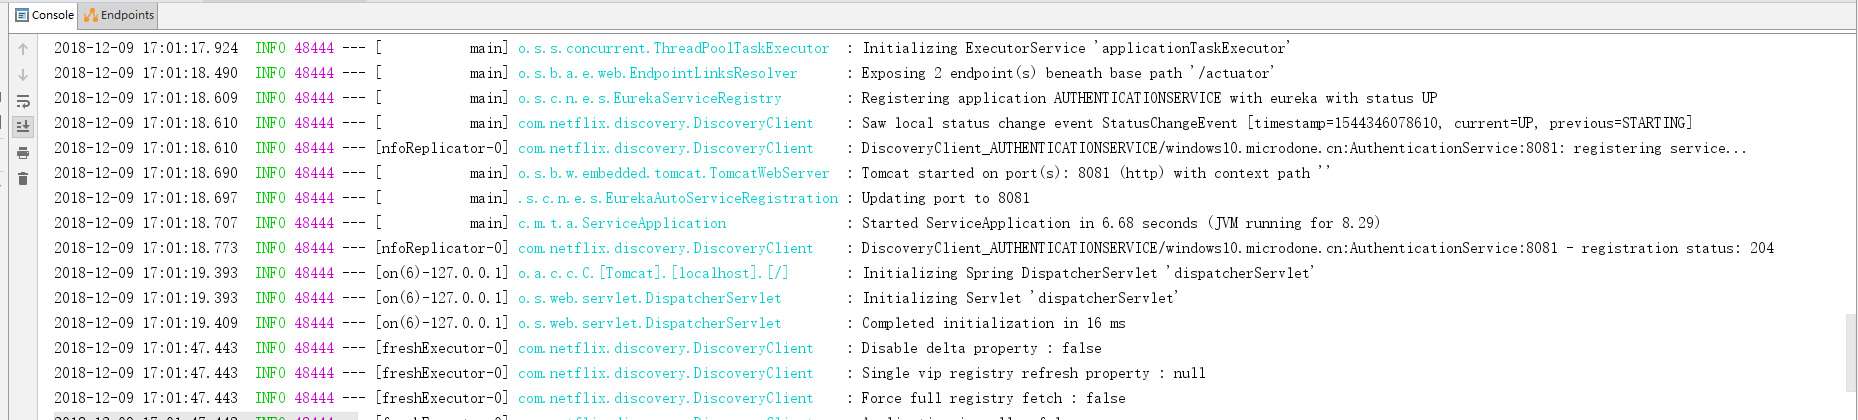 Console Endpoints
2018-12-09 17:01:17.924  INFO 48444 --- [           main] o.s.s.concurrent.ThreadPoolTaskExecutor  : Initializing ExecutorService 'applicationTaskExecutor'
2018-12-09 17:01:18.490  INFO 48444 --- [           main] o.s.b.a.e.web.EndpointLinksResolver      : Exposing 2 endpoint(s) beneath base path '/actuator'
2018-12-09 17:01:18.609  INFO 48444 --- [           main] o.s.c.n.e.s.EurekaServiceRegistry        : Registering application AUTHENTICATIONSERVICE with eureka with status UP
2018-12-09 17:01:18.610  INFO 48444 --- [           main] com.netflix.discovery.DiscoveryClient    : Saw local status change event StatusChangeEvent [timestamp=1544346078610, current=UP, previous=STARTING]
2018-12-09 17:01:18.610  INFO 48444 --- [nfoReplicator-0] com.netflix.discovery.DiscoveryClient    : DiscoveryClient_AUTHENTICATIONSERVICE/windows10.microdone.cn:AuthenticationService:8081: registering service...
2018-12-09 17:01:18.690  INFO 48444 --- [           main] o.s.b.w.embedded.tomcat.TomcatWebServer  : Tomcat started on port(s): 8081 (http) with context path ''
2018-12-09 17:01:18.697  INFO 48444 --- [           main] .s.c.n.e.s.EurekaAutoServiceRegistration : Updating port to 8081
2018-12-09 17:01:18.707  INFO 48444 --- [           main] c.m.t.a.ServiceApplication               : Started ServiceApplication in 6.68 seconds (JVM running for 8.29)
2018-12-09 17:01:18.773  INFO 48444 --- [nfoReplicator-0] com.netflix.discovery.DiscoveryClient    : DiscoveryClient_AUTHENTICATIONSERVICE/windows10.microdone.cn:AuthenticationService:8081 - registration status: 204
2018-12-09 17:01:19.393  INFO 48444 --- [on(6)-127.0.0.1] o.a.c.c.C.[Tomcat].[localhost].[/]       : Initializing Spring DispatcherServlet 'dispatcherServlet'
2018-12-09 17:01:19.393  INFO 48444 --- [on(6)-127.0.0.1] o.s.web.servlet.DispatcherServlet        : Initializing Servlet 'dispatcherServlet'
2018-12-09 17:01:19.409  INFO 48444 --- [on(6)-127.0.0.1] o.s.web.servlet.DispatcherServlet        : Completed initialization in 16 ms
2018-12-09 17:01:47.443  INFO 48444 --- [freshExecutor-0] com.netflix.discovery.DiscoveryClient    : Disable delta property : false
2018-12-09 17:01:47.443  INFO 48444 --- [freshExecutor-0] com.netflix.discovery.DiscoveryClient    : Single vip registry refresh property : null
2018-12-09 17:01:47.443  INFO 48444 --- [freshExecutor-0] com.netflix.discovery.DiscoveryClient    : Force full registry fetch : false